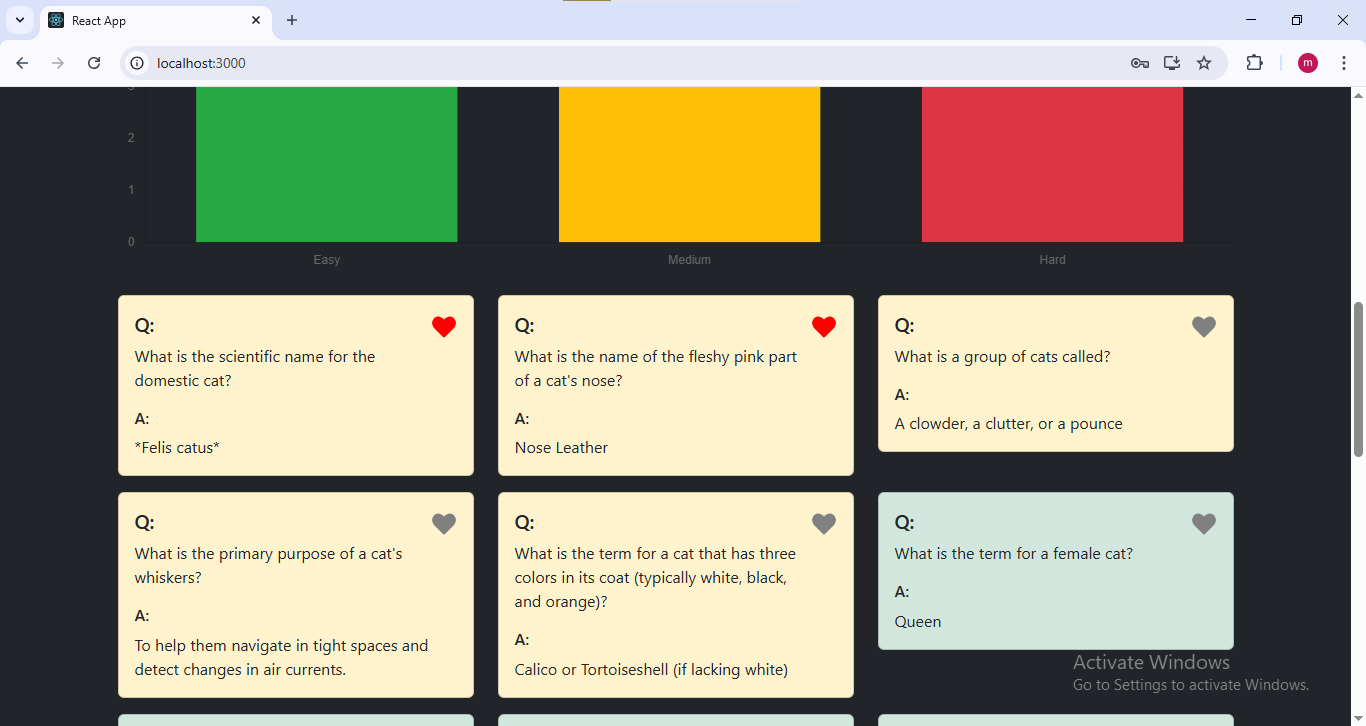 React App
localhost:3000
m
2
1
0
Easy
Medium
Hard
Q:
What is the scientific name for the
domestic cat?
A:
*Felis catus*
Q:
What is the name of the fleshy pink part
of a cat's nose?
A:
Nose Leather
Q:
What is a group of cats called?
A:
A clowder, a clutter, or a pounce
Q:
What is the primary purpose of a cat's
whiskers?
A:
To help them navigate in tight spaces and
detect changes in air currents.
Q:
What is the term for a cat that has three
colors in its coat (typically white, black,
and orange)?
A:
Calico or Tortoiseshell (if lacking white)
Q:
What is the term for a female cat?
A:
Queen
Activate Windows
Go to Settings to activate Windows.